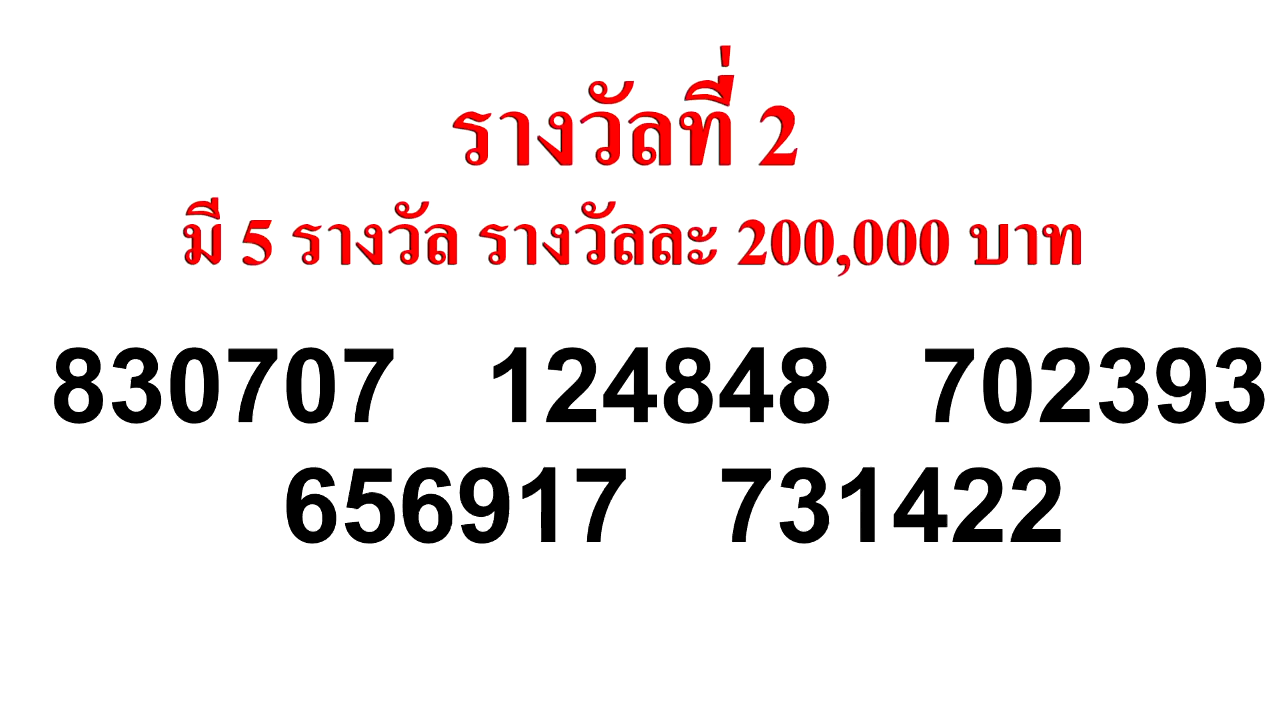 รางวัลที่ 2
มี 5 รางวัล รางวัลละ 200,000 บาท
830707 124848 702393
656917 731422